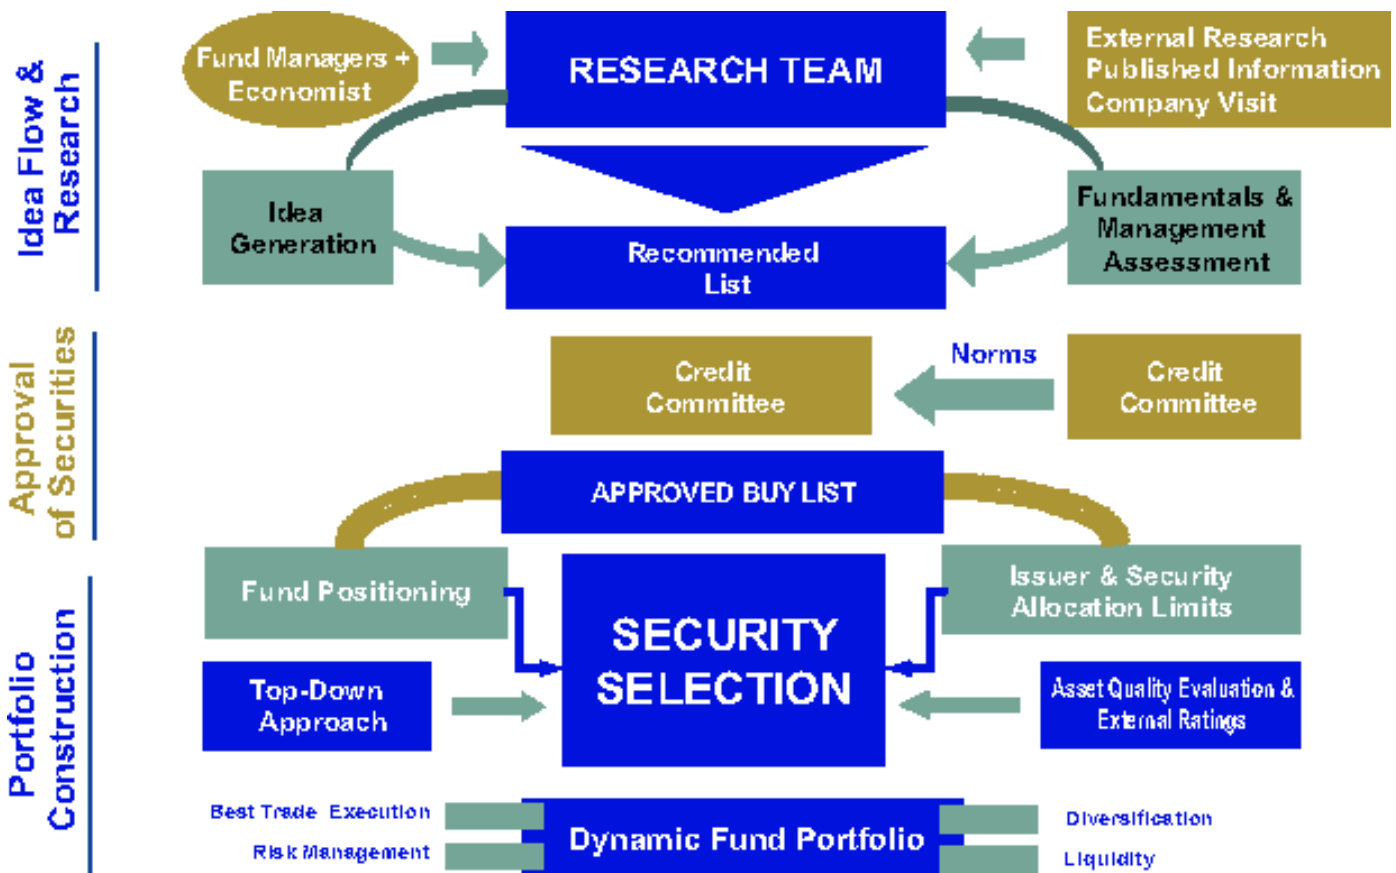 Idea Flow &
Research
Fund Managers +
Economist
RESEARCH TEAM
External Research
Published Information
Company Visit
Idea
Generation
Recommended
List
Fundamentals &
Management
Assessment
Approval
of Securities
Credit
Committee
Norms
Credit
Committee
APPROVED BUY LIST
Portfolio
Construction
Fund Positioning
SECURITY
SELECTION
Issuer & Security
Allocation Limits
Top-Down
Approach
Asset Quality Evaluation &
External Ratings
Best Trade Execution
Risk Management
Dynamic Fund Portfolio
Diversification
Liquidity